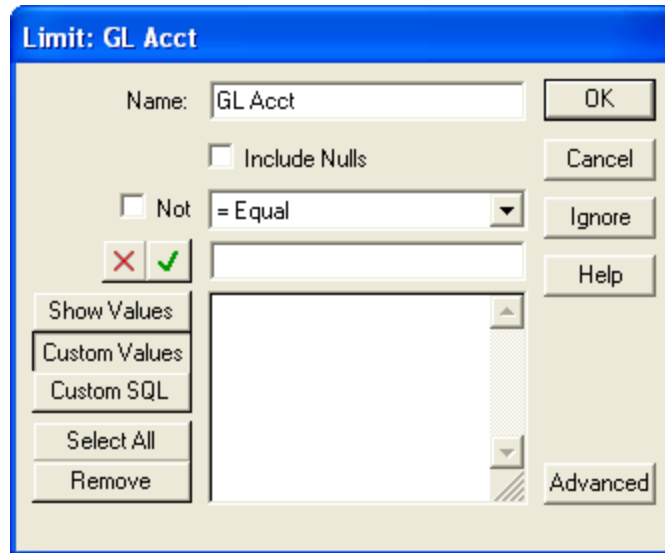 Limit: GL Acct
Name: GL Acct OK
Include Nulls Cancel
Not = Equal Ignore
Help
Show Values
Custom Values
Custom SQL
Select All
Remove Advanced